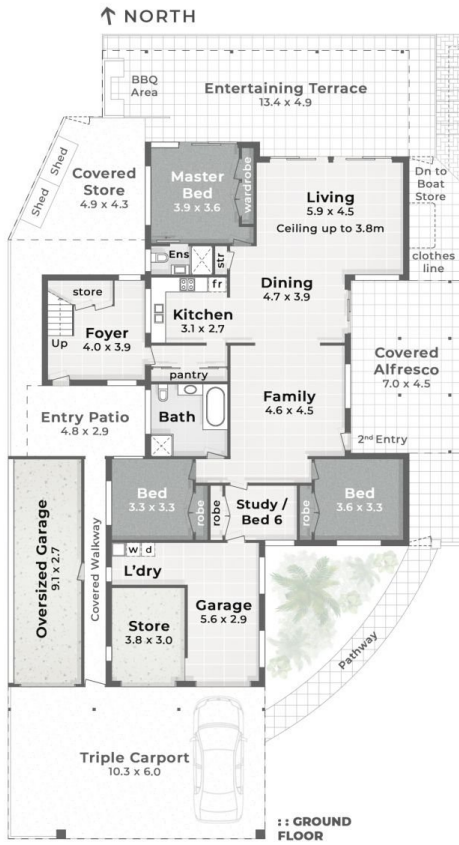 NORTH
BBQ
Area
Entertaining Terrace
13.4 x 4.9
Shed
Shed
Covered
Store
4.9 x 4.3
Master
Bed
3.9 x 3.6
wardrobe
Living
5.9 x 4.5
Ceiling up to 3.8m
Dn to
Boat
Store
clothes
line
Ens
str
store
Foyer
4.0 x 3.9
Up
fr
Kitchen
3.1 x 2.7
Dining
4.7 x 3.9
pantry
Covered
Alfresco
7.0 x 4.5
Entry Patio
4.8 x 2.9
Bath
Family
4.6 x 4.5
2nd Entry
Oversized Garage
9.1 x 2.7
Covered Walkway
Bed
3.3 x 3.3
robe
robe
Study /
Bed 6
robe
Bed
3.6 x 3.3
w d
L'dry
Store
3.8 x 3.0
Garage
5.6 x 2.9
Pathway
Triple Carport
10.3 x 6.0
:: GROUND
FLOOR